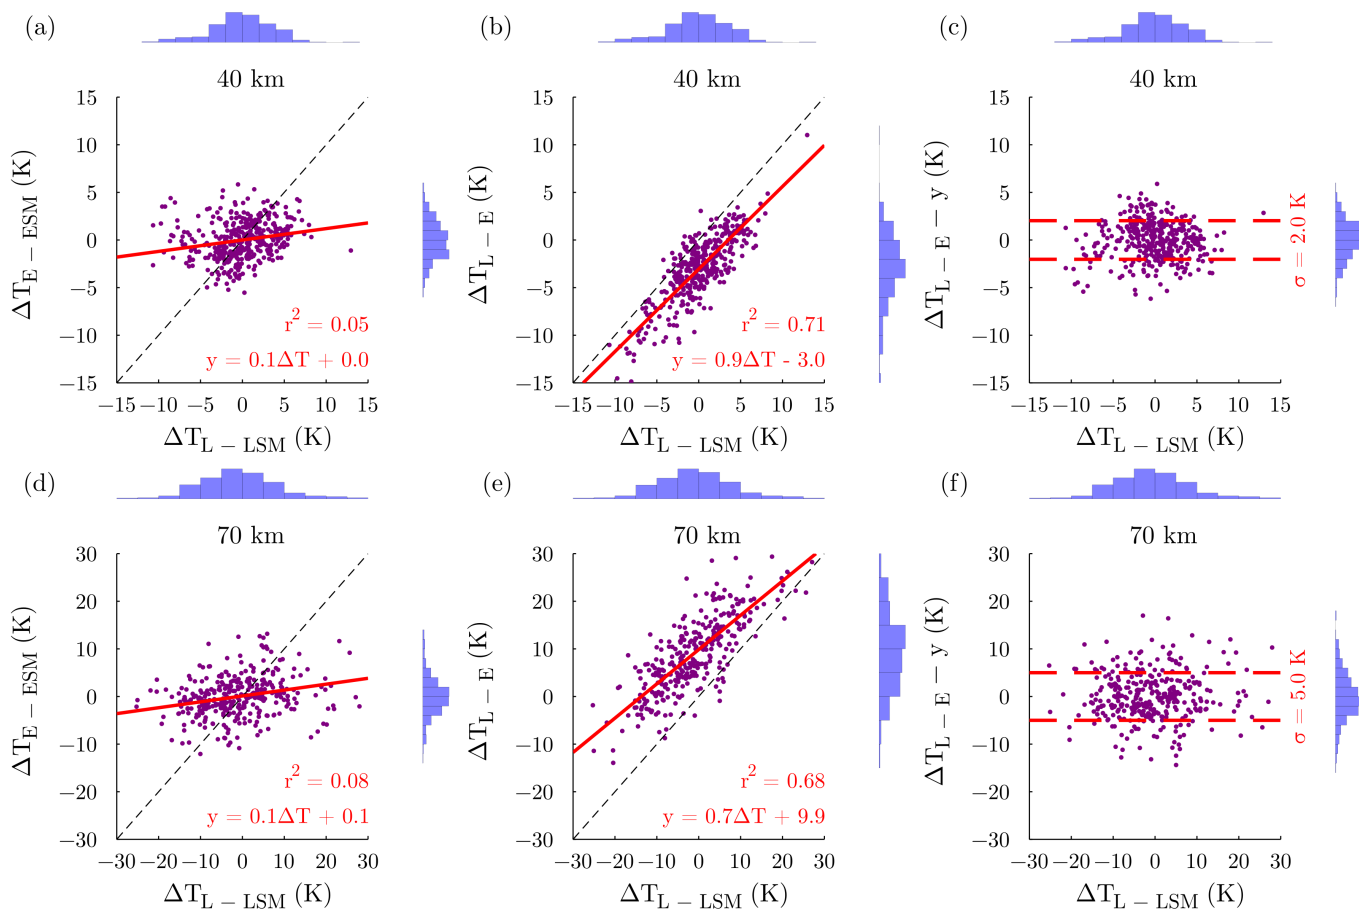 (a)
40 km
ΔT_E − ESM (K)
15
10
5
0
−5
−10
−15
r² = 0.05
y = 0.1ΔT + 0.0
−15 −10 −5 0 5 10 15
ΔT_L − LSM (K)
(b)
40 km
ΔT_L − E (K)
15
10
5
0
−5
−10
−15
r² = 0.71
y = 0.9ΔT - 3.0
−15 −10 −5 0 5 10 15
ΔT_L − LSM (K)
(c)
40 km
ΔT_L − E − y (K)
15
10
5
0
−5
−10
−15
σ = 2.0 K
−15 −10 −5 0 5 10 15
ΔT_L − LSM (K)
(d)
70 km
ΔT_E − ESM (K)
30
20
10
0
−10
−20
−30
r² = 0.08
y = 0.1ΔT + 0.1
−30 −20 −10 0 10 20 30
ΔT_L − LSM (K)
(e)
70 km
ΔT_L − E (K)
30
20
10
0
−10
−20
−30
r² = 0.68
y = 0.7ΔT + 9.9
−30 −20 −10 0 10 20 30
ΔT_L − LSM (K)
(f)
70 km
ΔT_L − E − y (K)
30
20
10
0
−10
−20
−30
σ = 5.0 K
−30 −20 −10 0 10 20 30
ΔT_L − LSM (K)